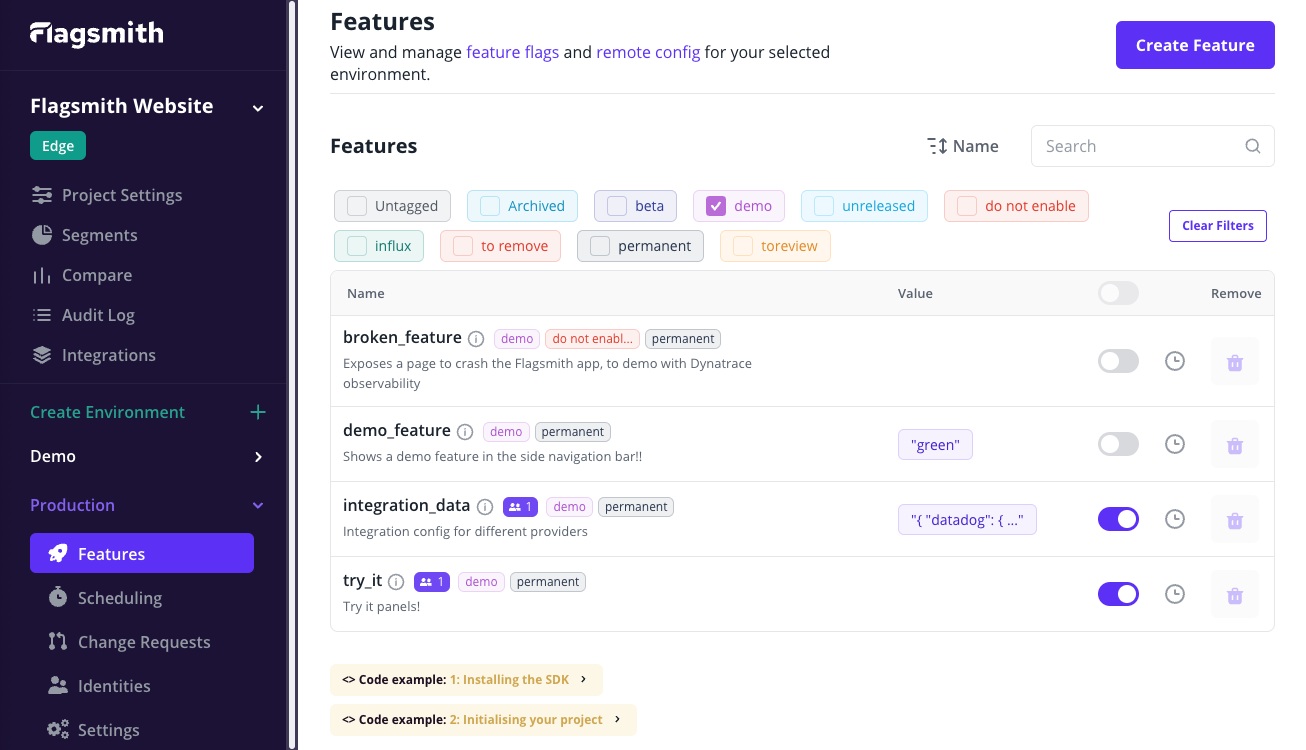 Flagsmith
Flagsmith Website
Edge
Project Settings
Segments
Compare
Audit Log
Integrations
Create Environment
Demo
Production
Features
Scheduling
Change Requests
Identities
Settings
Features
View and manage feature flags and remote config for your selected
environment.
Create Feature
Features
Name
Search
Untagged Archived beta demo unreleased do not enable
influx to remove permanent toreview
Clear Filters
Name Value Remove
broken_feature demo do not enabl... permanent
Exposes a page to crash the Flagsmith app, to demo with Dynatrace
observability
demo_feature demo permanent
Shows a demo feature in the side navigation bar!!
"green"
integration_data 1 demo permanent
Integration config for different providers
"{ "datadog": { ..."
try_it 1 demo permanent
Try it panels!
<> Code example: 1: Installing the SDK
<> Code example: 2: Initialising your project